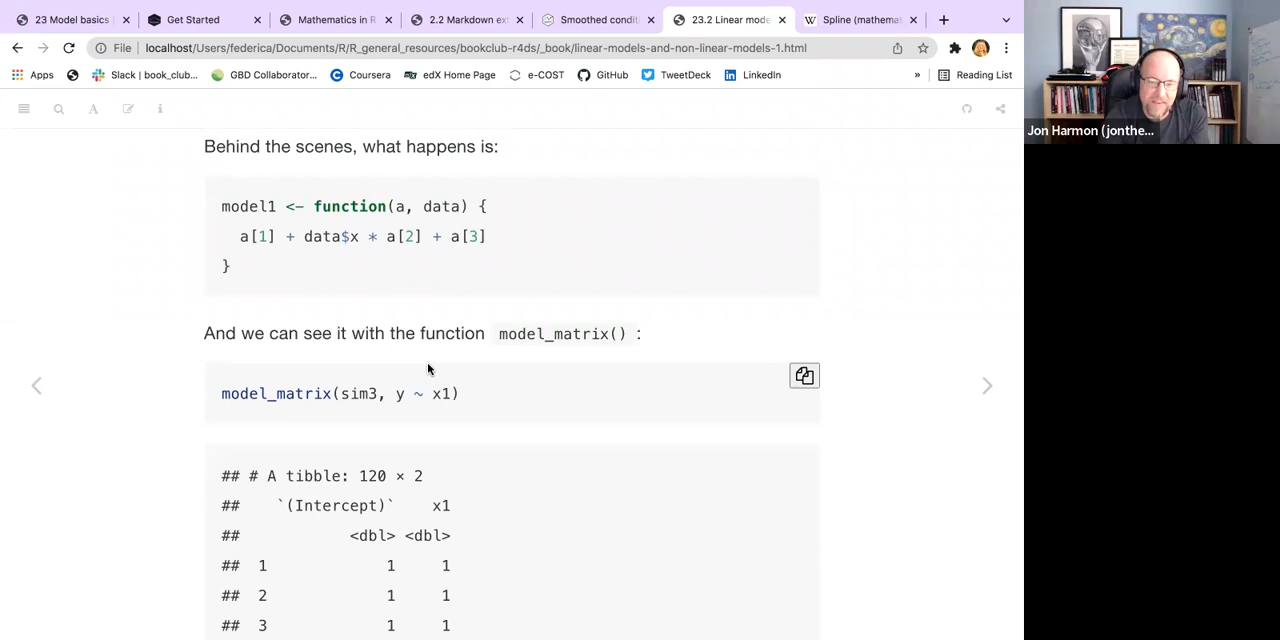 23 Model basics
Get Started
Mathematics in R
2.2 Markdown ext
Smoothed condit
23.2 Linear mode
W Spline (mathema
File localhost/Users/federica/Documents/R/R_general_resources/bookclub-r4ds/_book/linear-models-and-non-linear-models-1.html
Apps
Slack | book_club...
GBD Collaborator...
Coursera
edX Home Page
e-COST
GitHub
TweetDeck
LinkedIn
»
Reading List
Jon Harmon (jonthe...
Behind the scenes, what happens is:
model1 <- function(a, data) {
a[1] + data$x * a[2] + a[3]
}
And we can see it with the function model_matrix() :
model_matrix(sim3, y ~ x1)
## # A tibble: 120 × 2
## `(Intercept)` x1
## <dbl> <dbl>
## 1 1 1
## 2 1 1
## 3 1 1